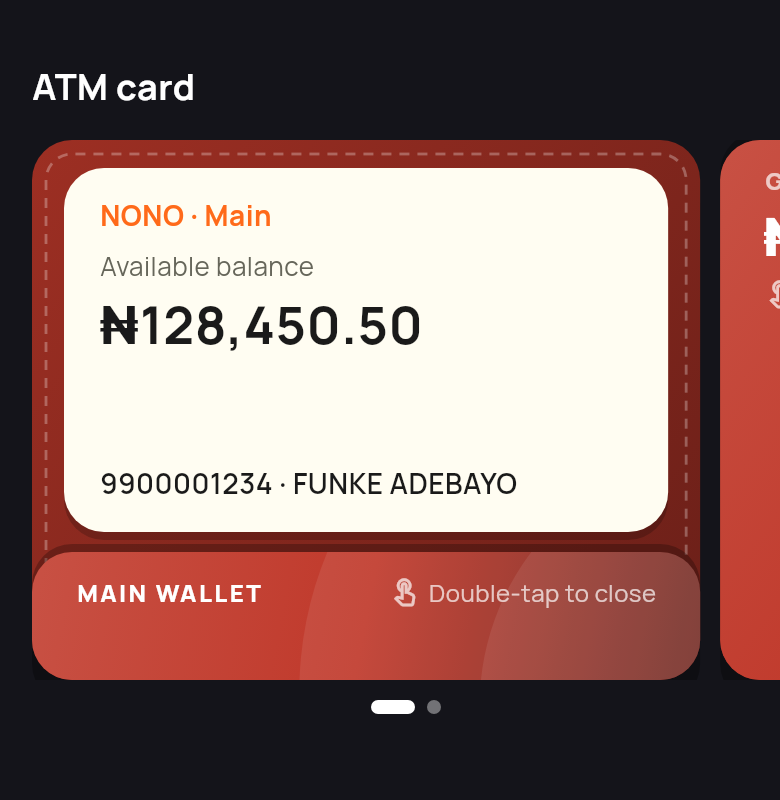 ATM card
NONO · Main
Available balance
₦128,450.50
9900001234 · FUNKE ADEBAYO
MAIN WALLET
Double-tap to close